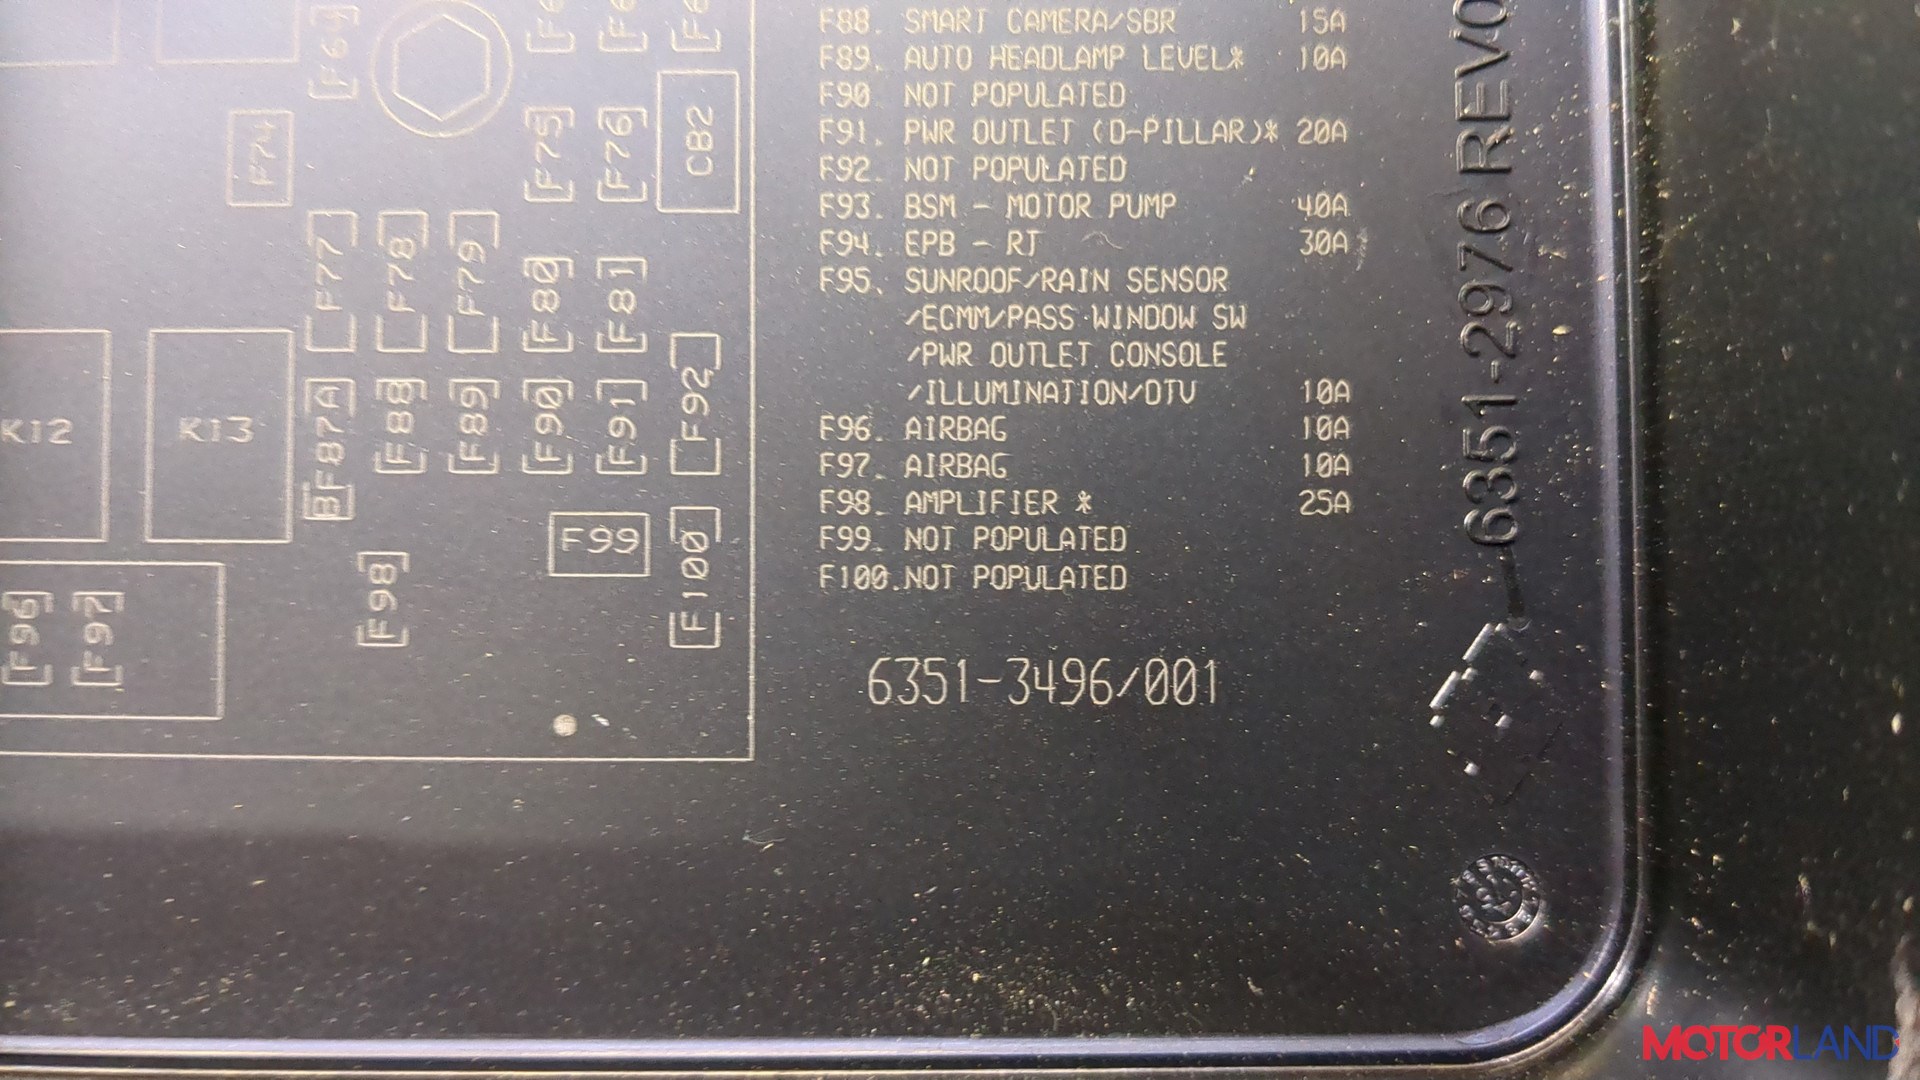 F64
F74
F75
F76
CB2
F77
F78
F79
F80
F81
K12
K13
BF87A
F88
F89
F90
F91
F92
F96
F97
F98
F99
F100
F88. SMART CAMERA/SBR 15A
F89. AUTO HEADLAMP LEVEL* 10A
F90 NOT POPULATED
F91. PWR OUTLET (D-PILLAR)* 20A
F92. NOT POPULATED
F93. BSM - MOTOR PUMP 40A
F94. EPB - RT 30A
F95. SUNROOF/RAIN SENSOR
/ECMM/PASS WINDOW SW
/PWR OUTLET CONSOLE
/ILLUMINATION/DTV 10A
F96. AIRBAG 10A
F97. AIRBAG 10A
F98. AMPLIFIER * 25A
F99. NOT POPULATED
F100. NOT POPULATED
6351-3496/001
6351-2976 REV0
MOTORLAND